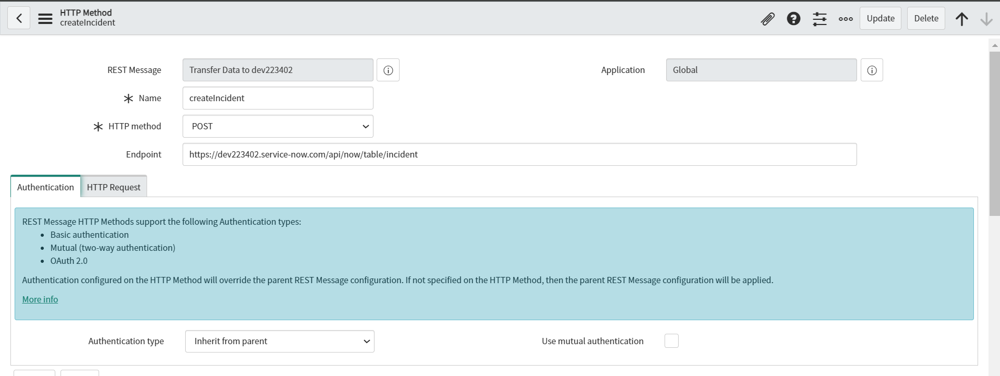 HTTP Method
createIncident
Update
Delete
REST Message
Transfer Data to dev223402
Application
Global
Name
createIncident
HTTP method
POST
Endpoint
https://dev223402.service-now.com/api/now/table/incident
Authentication
HTTP Request
REST Message HTTP Methods support the following Authentication types:
• Basic authentication
• Mutual (two-way authentication)
• OAuth 2.0
Authentication configured on the HTTP Method will override the parent REST Message configuration. If not specified on the HTTP Method, then the parent REST Message configuration will be applied.
More info
Authentication type
Inherit from parent
Use mutual authentication